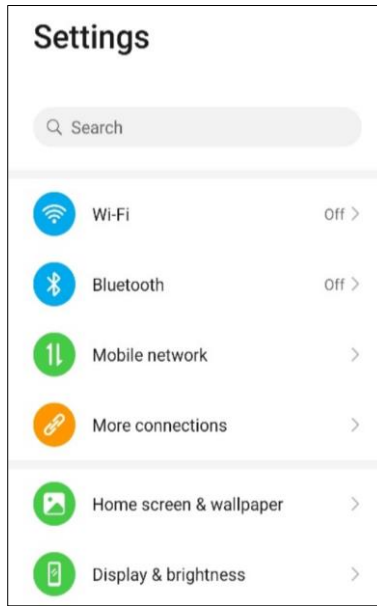 Settings
Search
Wi-Fi Off
Bluetooth Off
Mobile network
More connections
Home screen & wallpaper
Display & brightness